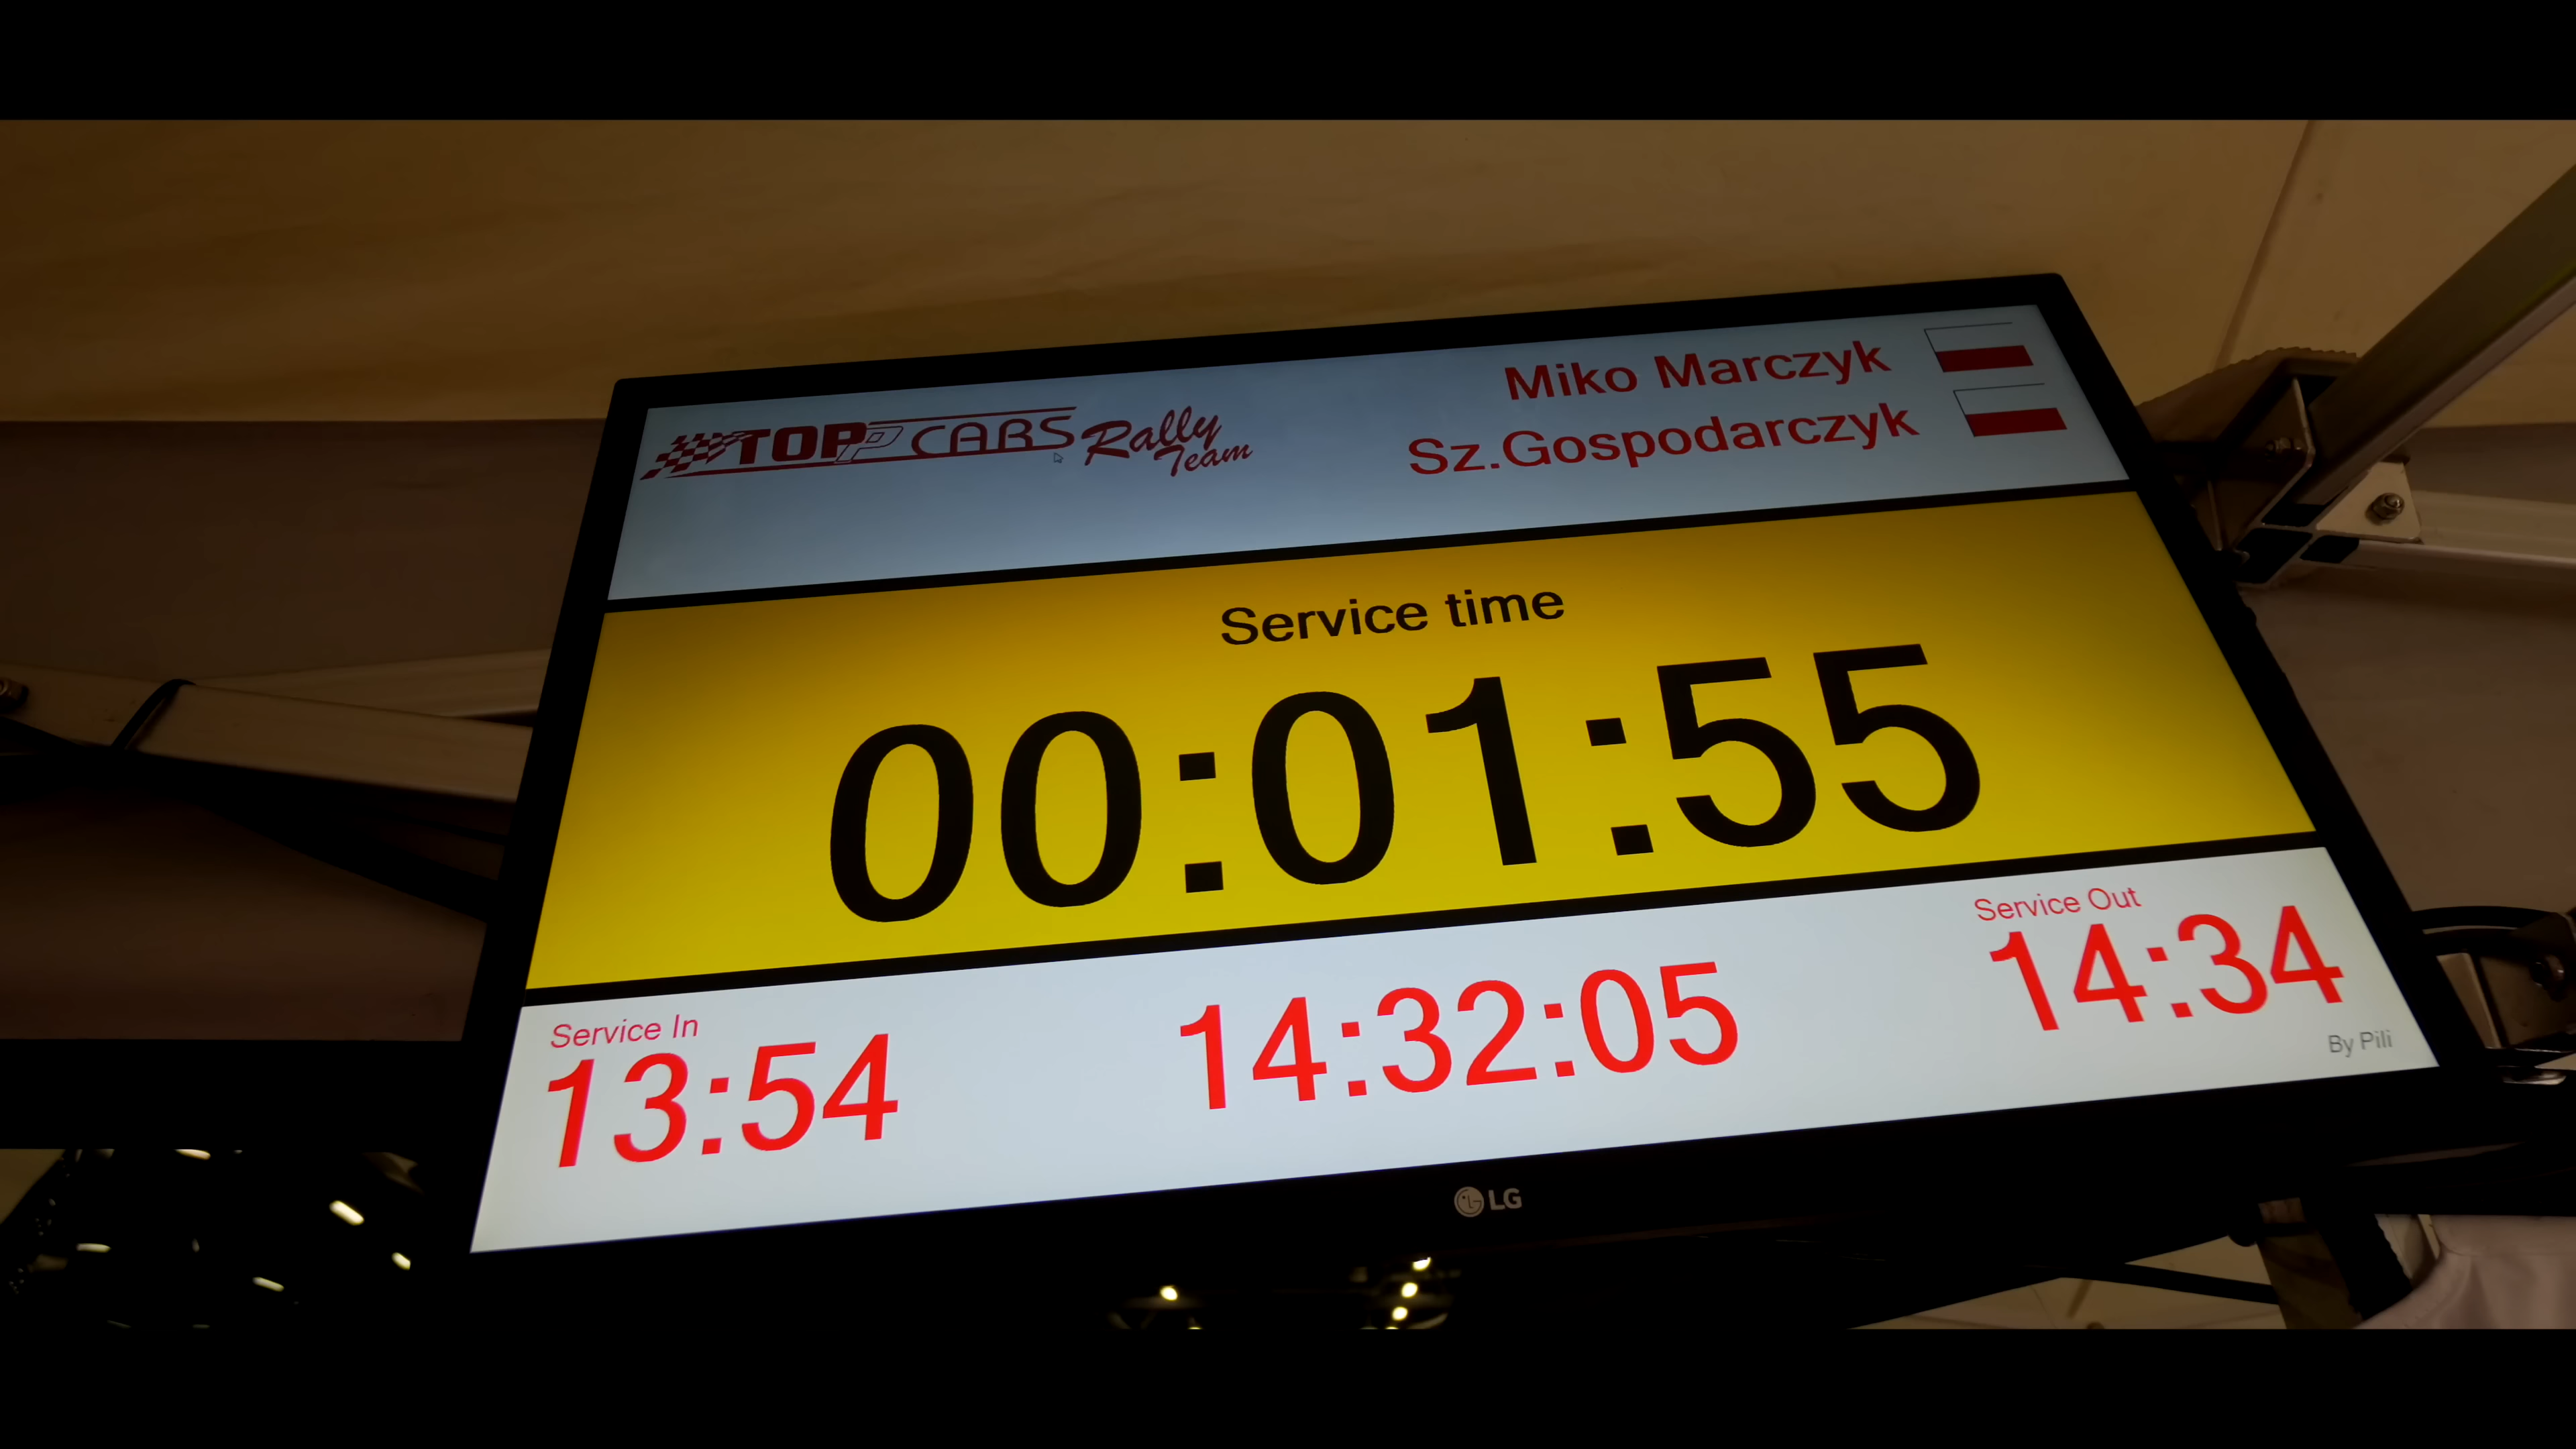 TOPP CARS Rally Team
Miko Marczyk
Sz.Gospodarczyk
Service time
00:01:55
Service In
13:54
14:32:05
Service Out
14:34
By Pili
LG